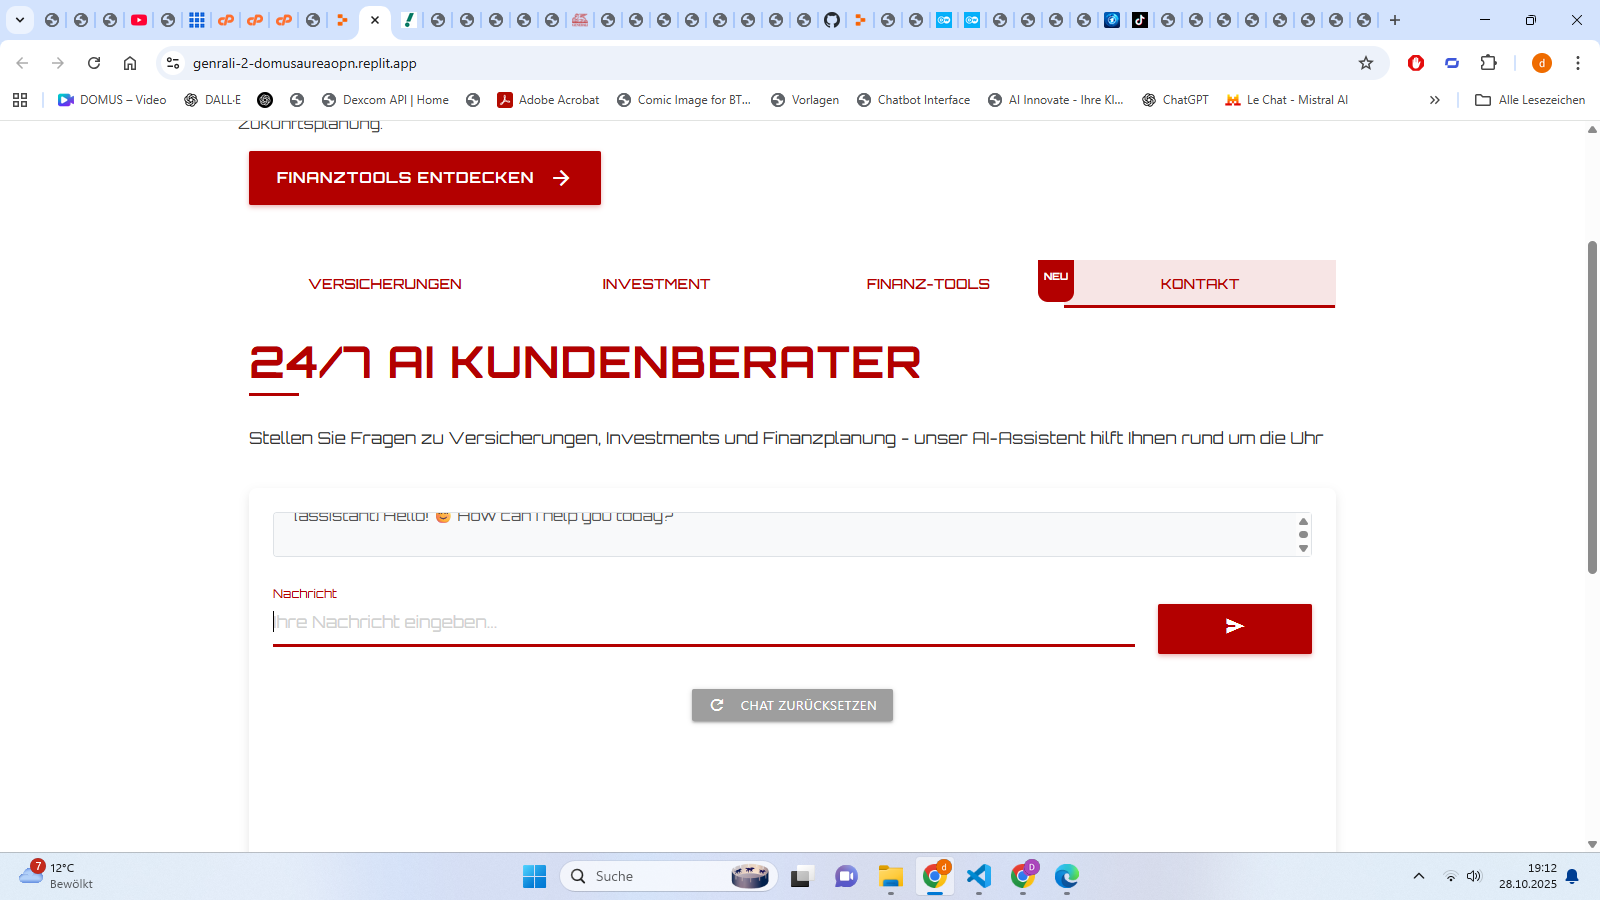 genrali-2-domusaureaopn.replit.app
DOMUS – Video
DALL·E
Dexcom API | Home
Adobe Acrobat
Comic Image for BT...
Vorlagen
Chatbot Interface
AI Innovate - Ihre KI...
ChatGPT
Le Chat - Mistral AI
Alle Lesezeichen
Zukunftsplanung.
FINANZTOOLS ENTDECKEN
VERSICHERUNGEN
INVESTMENT
FINANZ-TOOLS
NEU
KONTAKT
24/7 AI KUNDENBERATER
Stellen Sie Fragen zu Versicherungen, Investments und Finanzplanung - unser AI-Assistent hilft Ihnen rund um die Uhr
[assistant] Hello! 😊 How can I help you today?
Nachricht
Ihre Nachricht eingeben...
CHAT ZURÜCKSETZEN
7
12°C
Bewölkt
Suche
19:12
28.10.2025